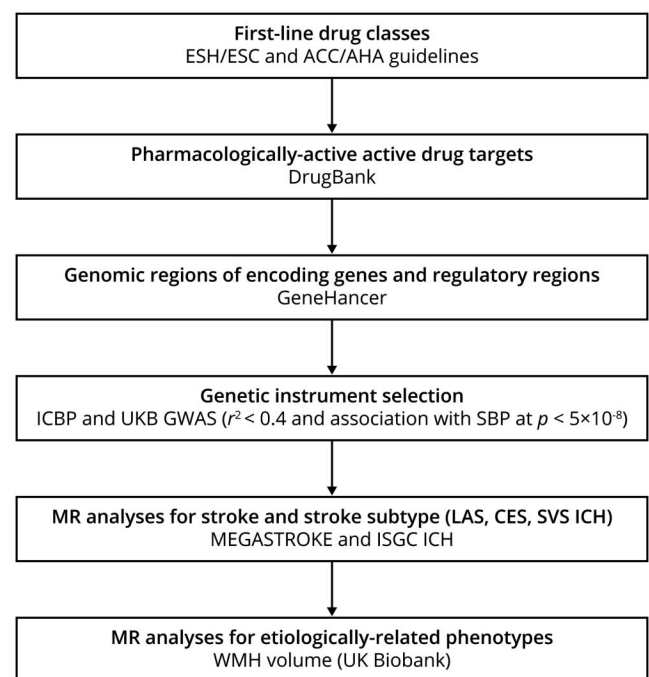 First-line drug classes
ESH/ESC and ACC/AHA guidelines
Pharmacologically-active active drug targets
DrugBank
Genomic regions of encoding genes and regulatory regions
GeneHancer
Genetic instrument selection
ICBP and UKB GWAS (r² < 0.4 and association with SBP at p < 5×10⁻⁸)
MR analyses for stroke and stroke subtype (LAS, CES, SVS ICH)
MEGASTROKE and ISGC ICH
MR analyses for etiologically-related phenotypes
WMH volume (UK Biobank)